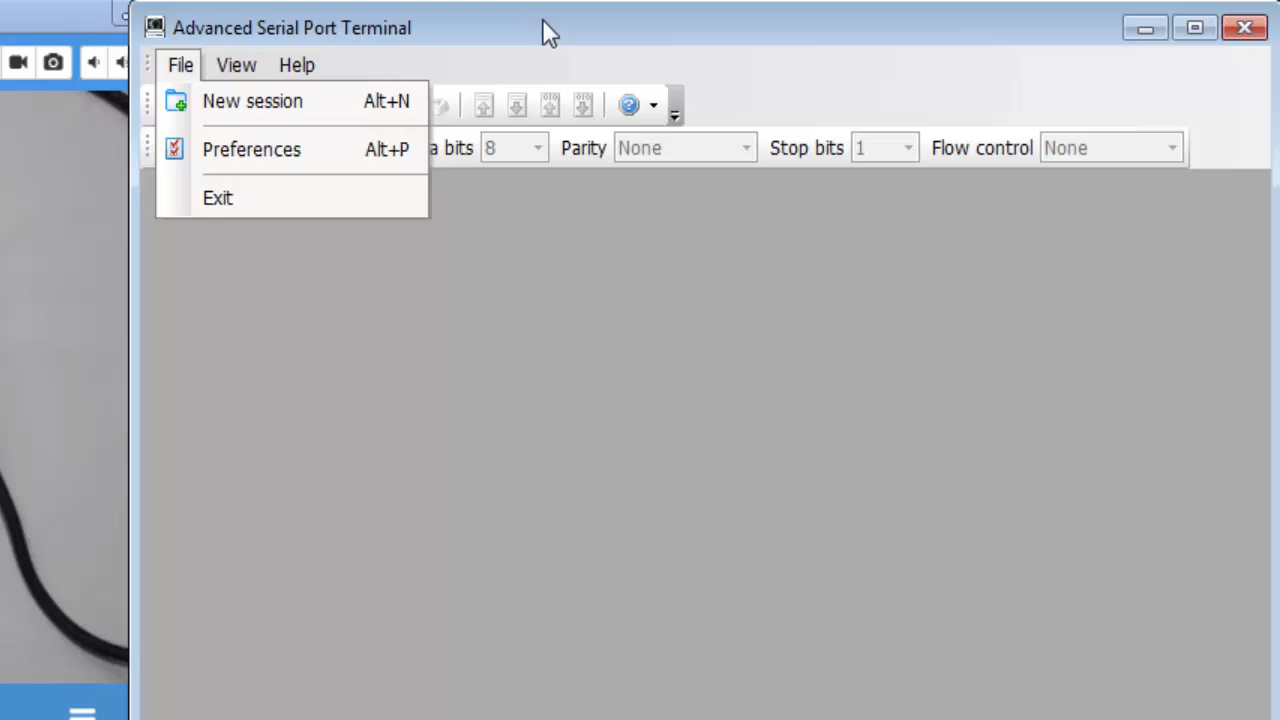 Advanced Serial Port Terminal
File View Help
New session Alt+N
Preferences Alt+P
Exit
a bits 8 Parity None Stop bits 1 Flow control None